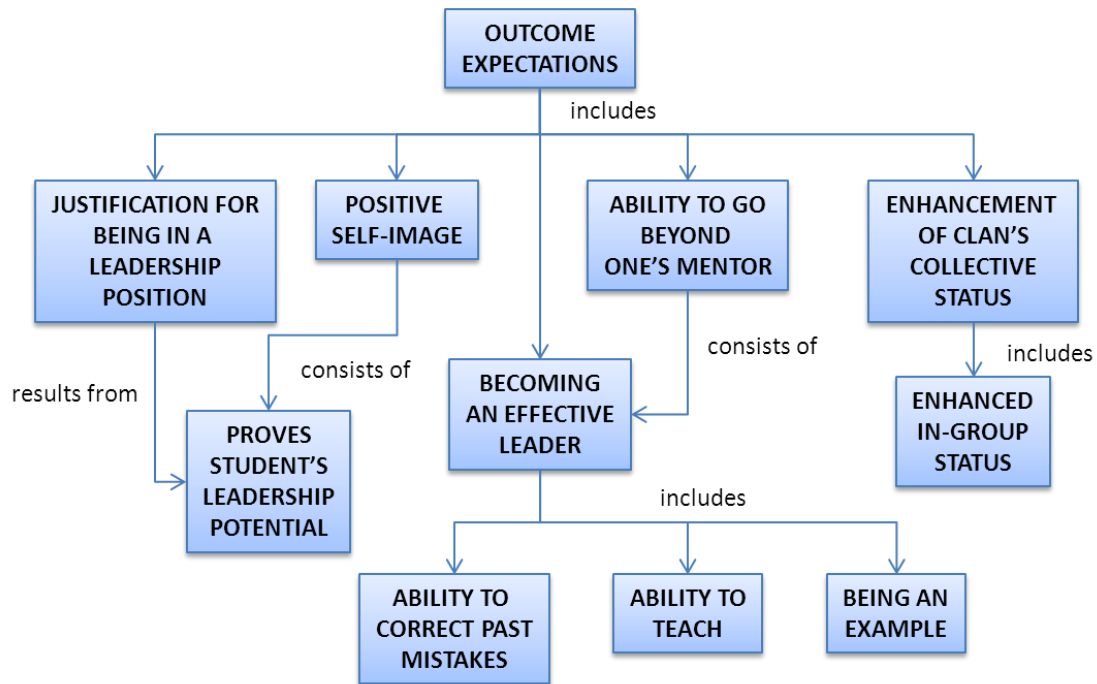 OUTCOME
EXPECTATIONS
includes
JUSTIFICATION FOR
BEING IN A
LEADERSHIP
POSITION
POSITIVE
SELF-IMAGE
ABILITY TO GO
BEYOND
ONE'S MENTOR
ENHANCEMENT
OF CLAN'S
COLLECTIVE
STATUS
results from
consists of
consists of
includes
PROVES
STUDENT'S
LEADERSHIP
POTENTIAL
BECOMING
AN EFFECTIVE
LEADER
ENHANCED
IN-GROUP
STATUS
includes
ABILITY TO
CORRECT PAST
MISTAKES
ABILITY TO
TEACH
BEING AN
EXAMPLE